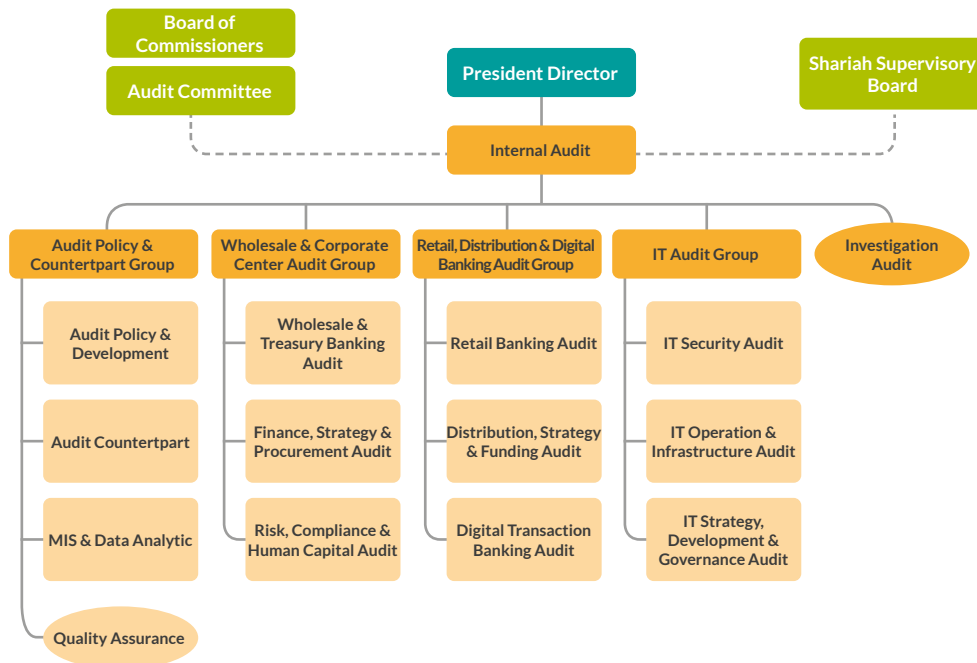 Board of
Commissioners
Audit Committee
President Director
Shariah Supervisory
Board
Internal Audit
Audit Policy &
Countertpart Group
Wholesale & Corporate
Center Audit Group
Retail, Distribution & Digital
Banking Audit Group
IT Audit Group
Investigation
Audit
Audit Policy &
Development
Audit Countertpart
MIS & Data Analytic
Quality Assurance
Wholesale &
Treasury Banking
Audit
Finance, Strategy &
Procurement Audit
Risk, Compliance &
Human Capital Audit
Retail Banking Audit
Distribution, Strategy
& Funding Audit
Digital Transaction
Banking Audit
IT Security Audit
IT Operation &
Infrastructure Audit
IT Strategy,
Development &
Governance Audit